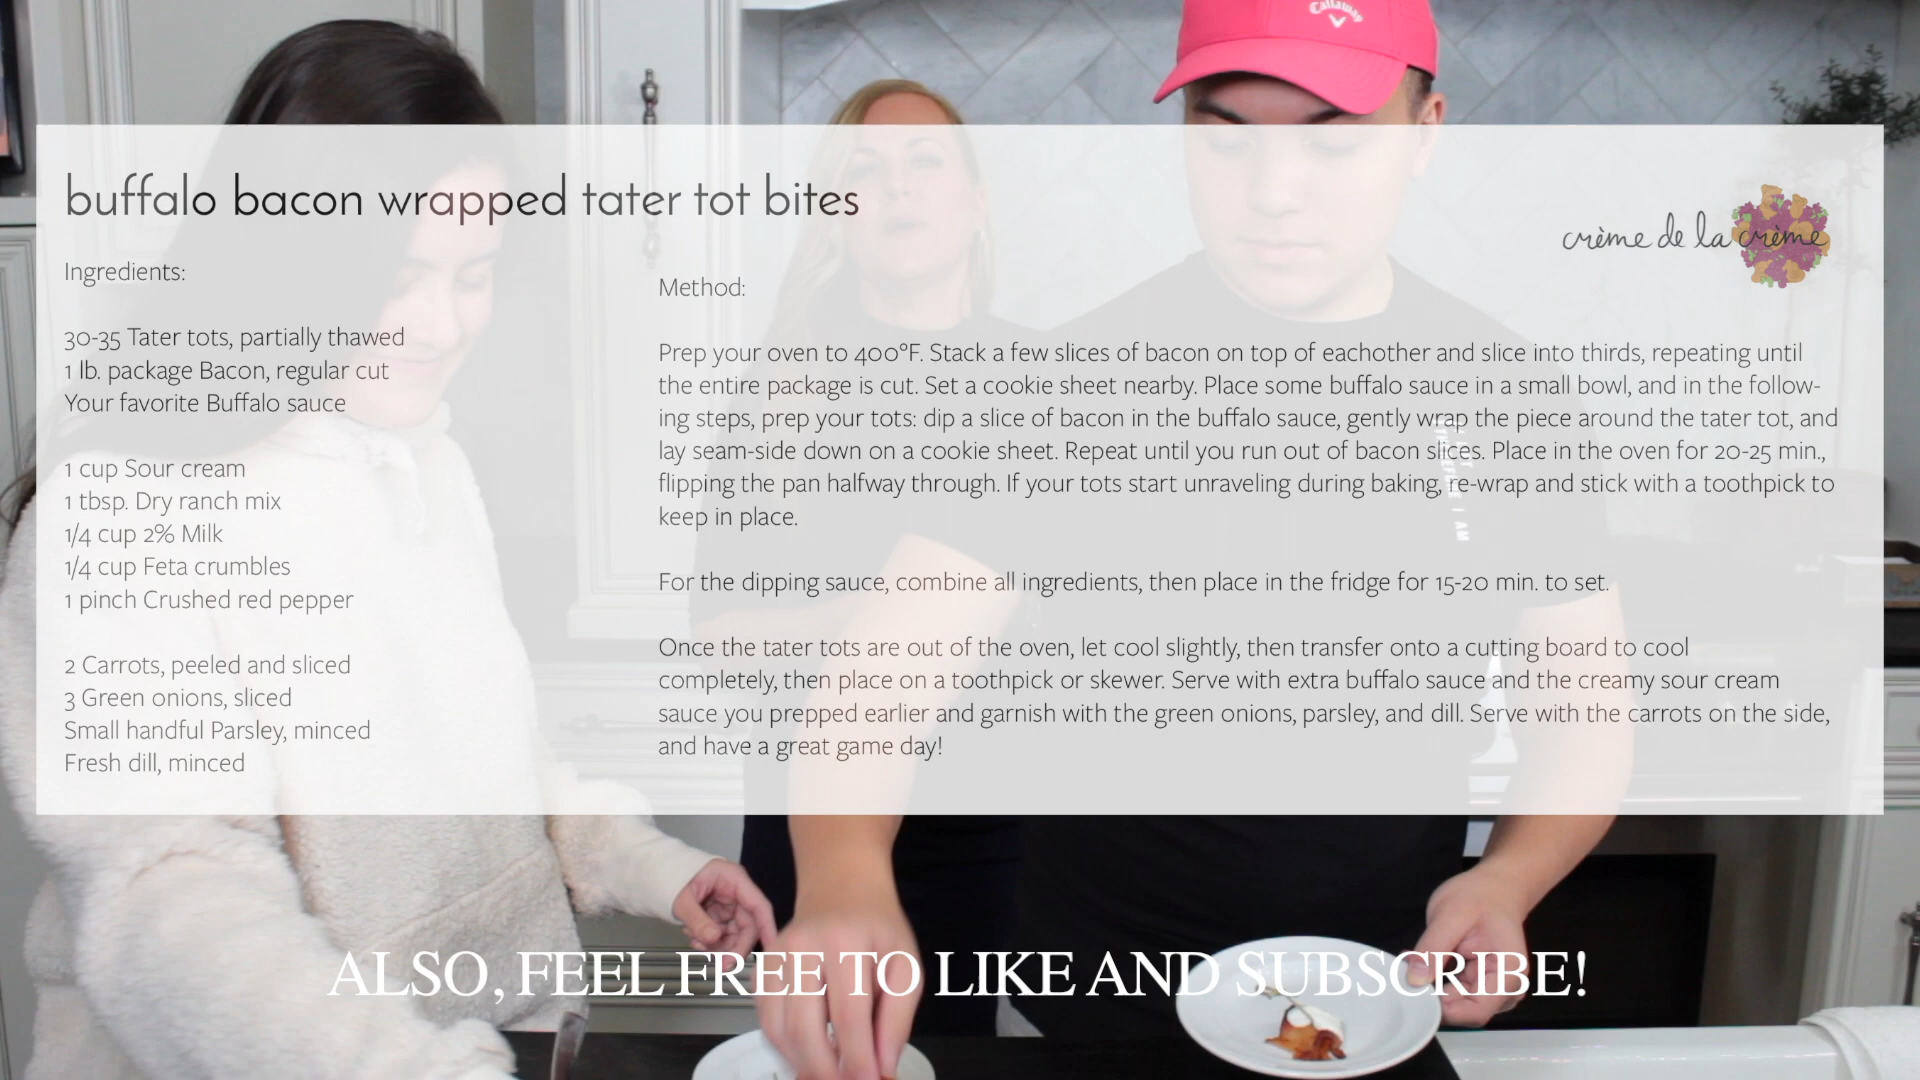 Callaway
buffalo bacon wrapped tater tot bites
crème de la crème
Ingredients:
30-35 Tater tots, partially thawed
1 lb. package Bacon, regular cut
Your favorite Buffalo sauce
1 cup Sour cream
1 tbsp. Dry ranch mix
1/4 cup 2% Milk
1/4 cup Feta crumbles
1 pinch Crushed red pepper
2 Carrots, peeled and sliced
3 Green onions, sliced
Small handful Parsley, minced
Fresh dill, minced
Method:
Prep your oven to 400°F. Stack a few slices of bacon on top of eachother and slice into thirds, repeating until
the entire package is cut. Set a cookie sheet nearby. Place some buffalo sauce in a small bowl, and in the follow-
ing steps, prep your tots: dip a slice of bacon in the buffalo sauce, gently wrap the piece around the tater tot, and
lay seam-side down on a cookie sheet. Repeat until you run out of bacon slices. Place in the oven for 20-25 min.,
flipping the pan halfway through. If your tots start unraveling during baking, re-wrap and stick with a toothpick to
keep in place.
For the dipping sauce, combine all ingredients, then place in the fridge for 15-20 min. to set.
Once the tater tots are out of the oven, let cool slightly, then transfer onto a cutting board to cool
completely, then place on a toothpick or skewer. Serve with extra buffalo sauce and the creamy sour cream
sauce you prepped earlier and garnish with the green onions, parsley, and dill. Serve with the carrots on the side,
and have a great game day!
I AM
ALSO, FEEL FREE TO LIKE AND SUBSCRIBE!